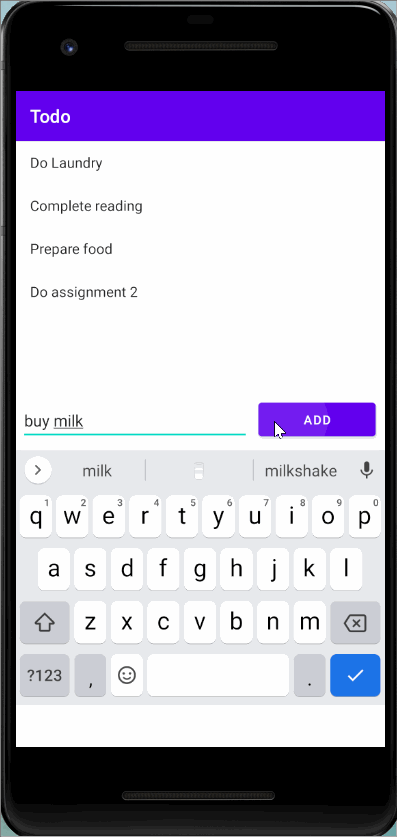 Todo
Do Laundry
Complete reading
Prepare food
Do assignment 2
buy milk ADD
milk milkshake
1 2 3 4 5 6 7 8 9 0
q w e r t y u i o p
a s d f g h j k l
z x c v b n m
?123 , .